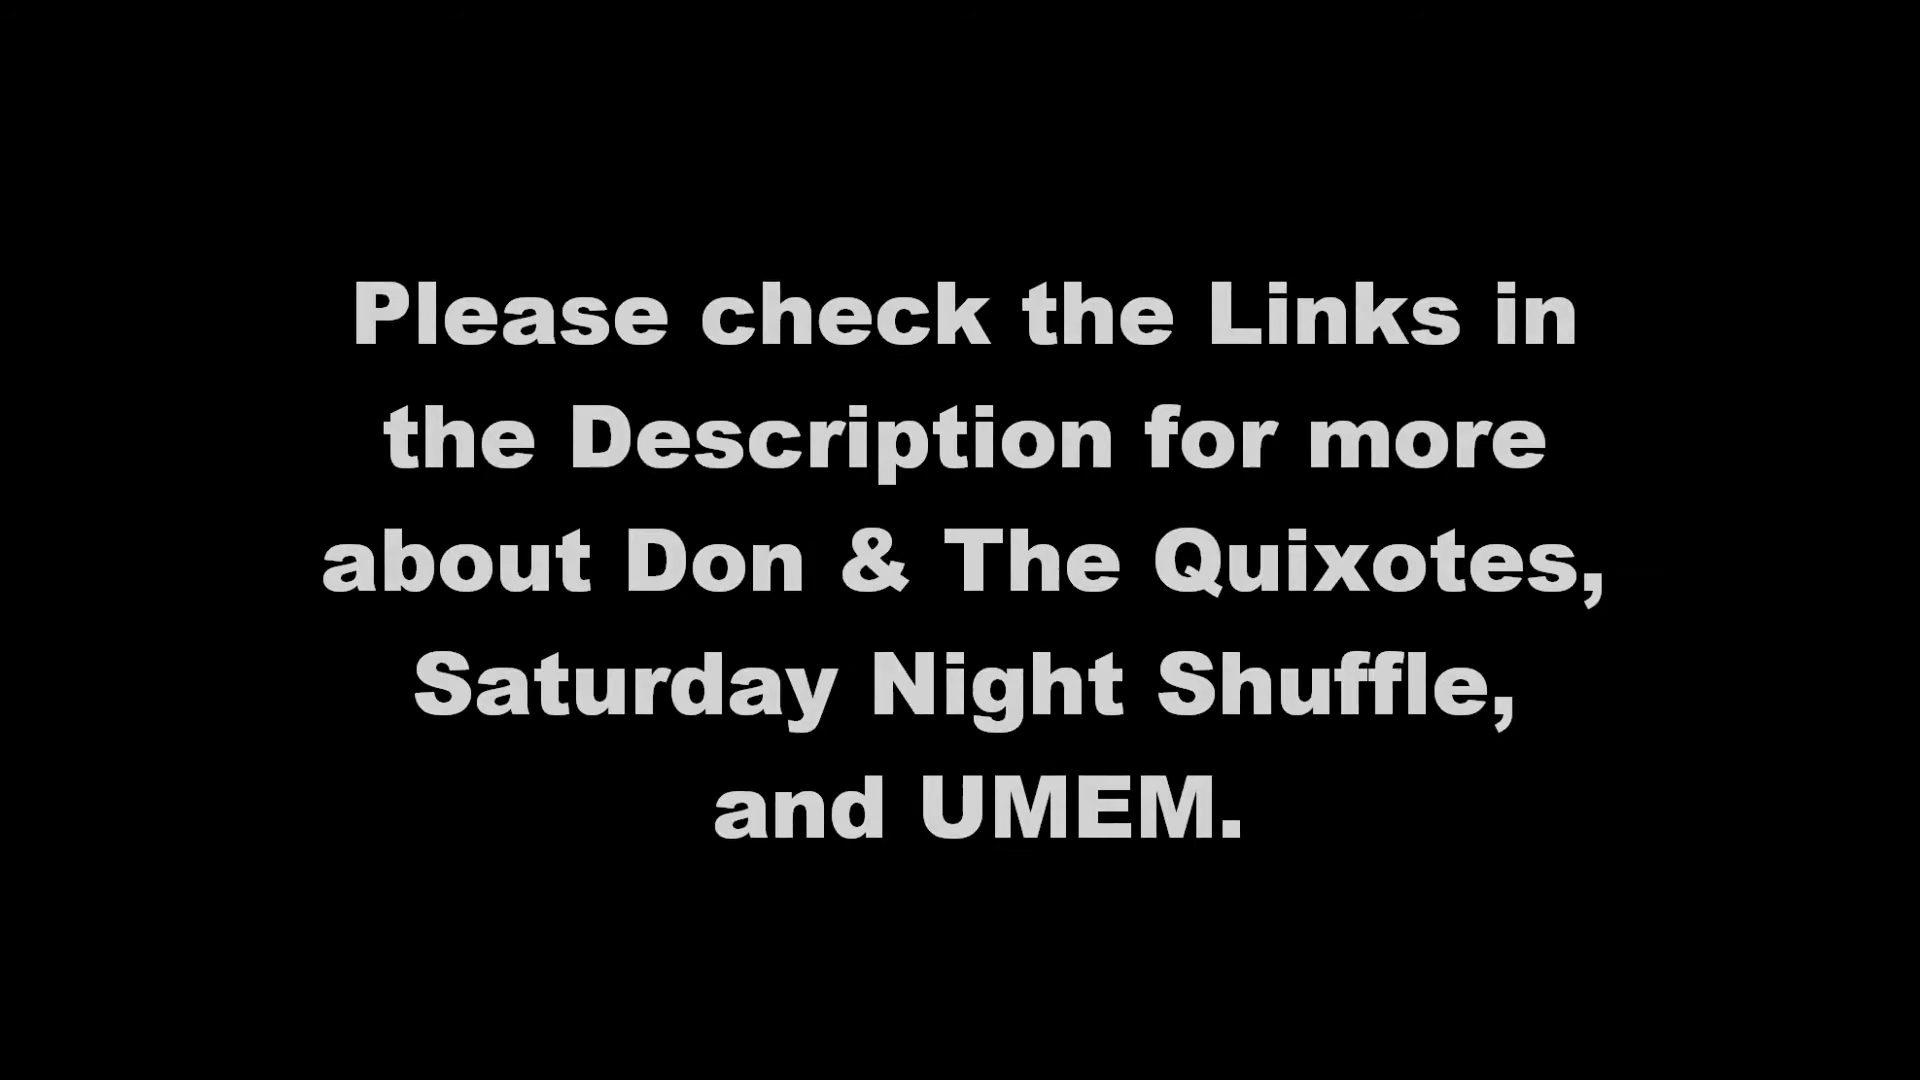 Please check the Links in
the Description for more
about Don & The Quixotes,
Saturday Night Shuffle,
and UMEM.